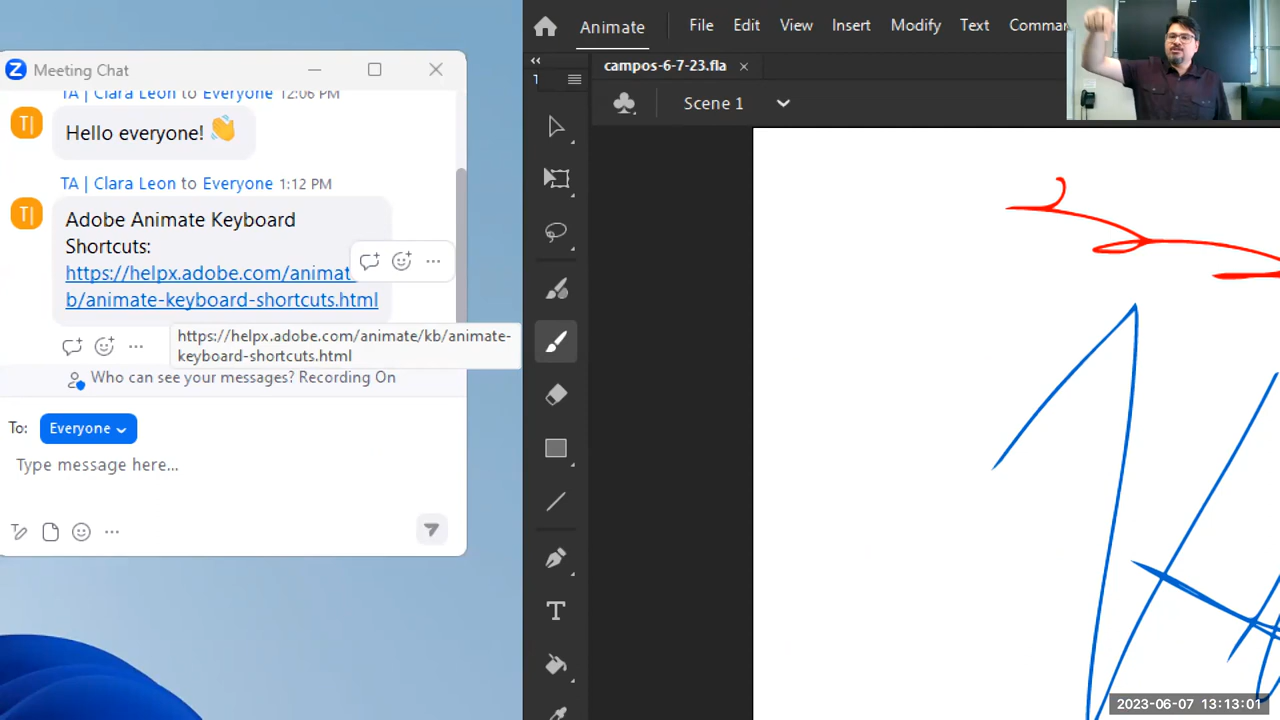 Meeting Chat
TA | Clara Leon to Everyone 12:06 PM
Hello everyone!
TA | Clara Leon to Everyone 1:12 PM
Adobe Animate Keyboard
Shortcuts:
https://helpx.adobe.com/animat
b/animate-keyboard-shortcuts.html
https://helpx.adobe.com/animate/kb/animate-
keyboard-shortcuts.html
Who can see your messages? Recording On
To: Everyone
Type message here...
Animate File Edit View Insert Modify Text Comman
campos-6-7-23.fla
Scene 1
2023-06-07 13:13:01